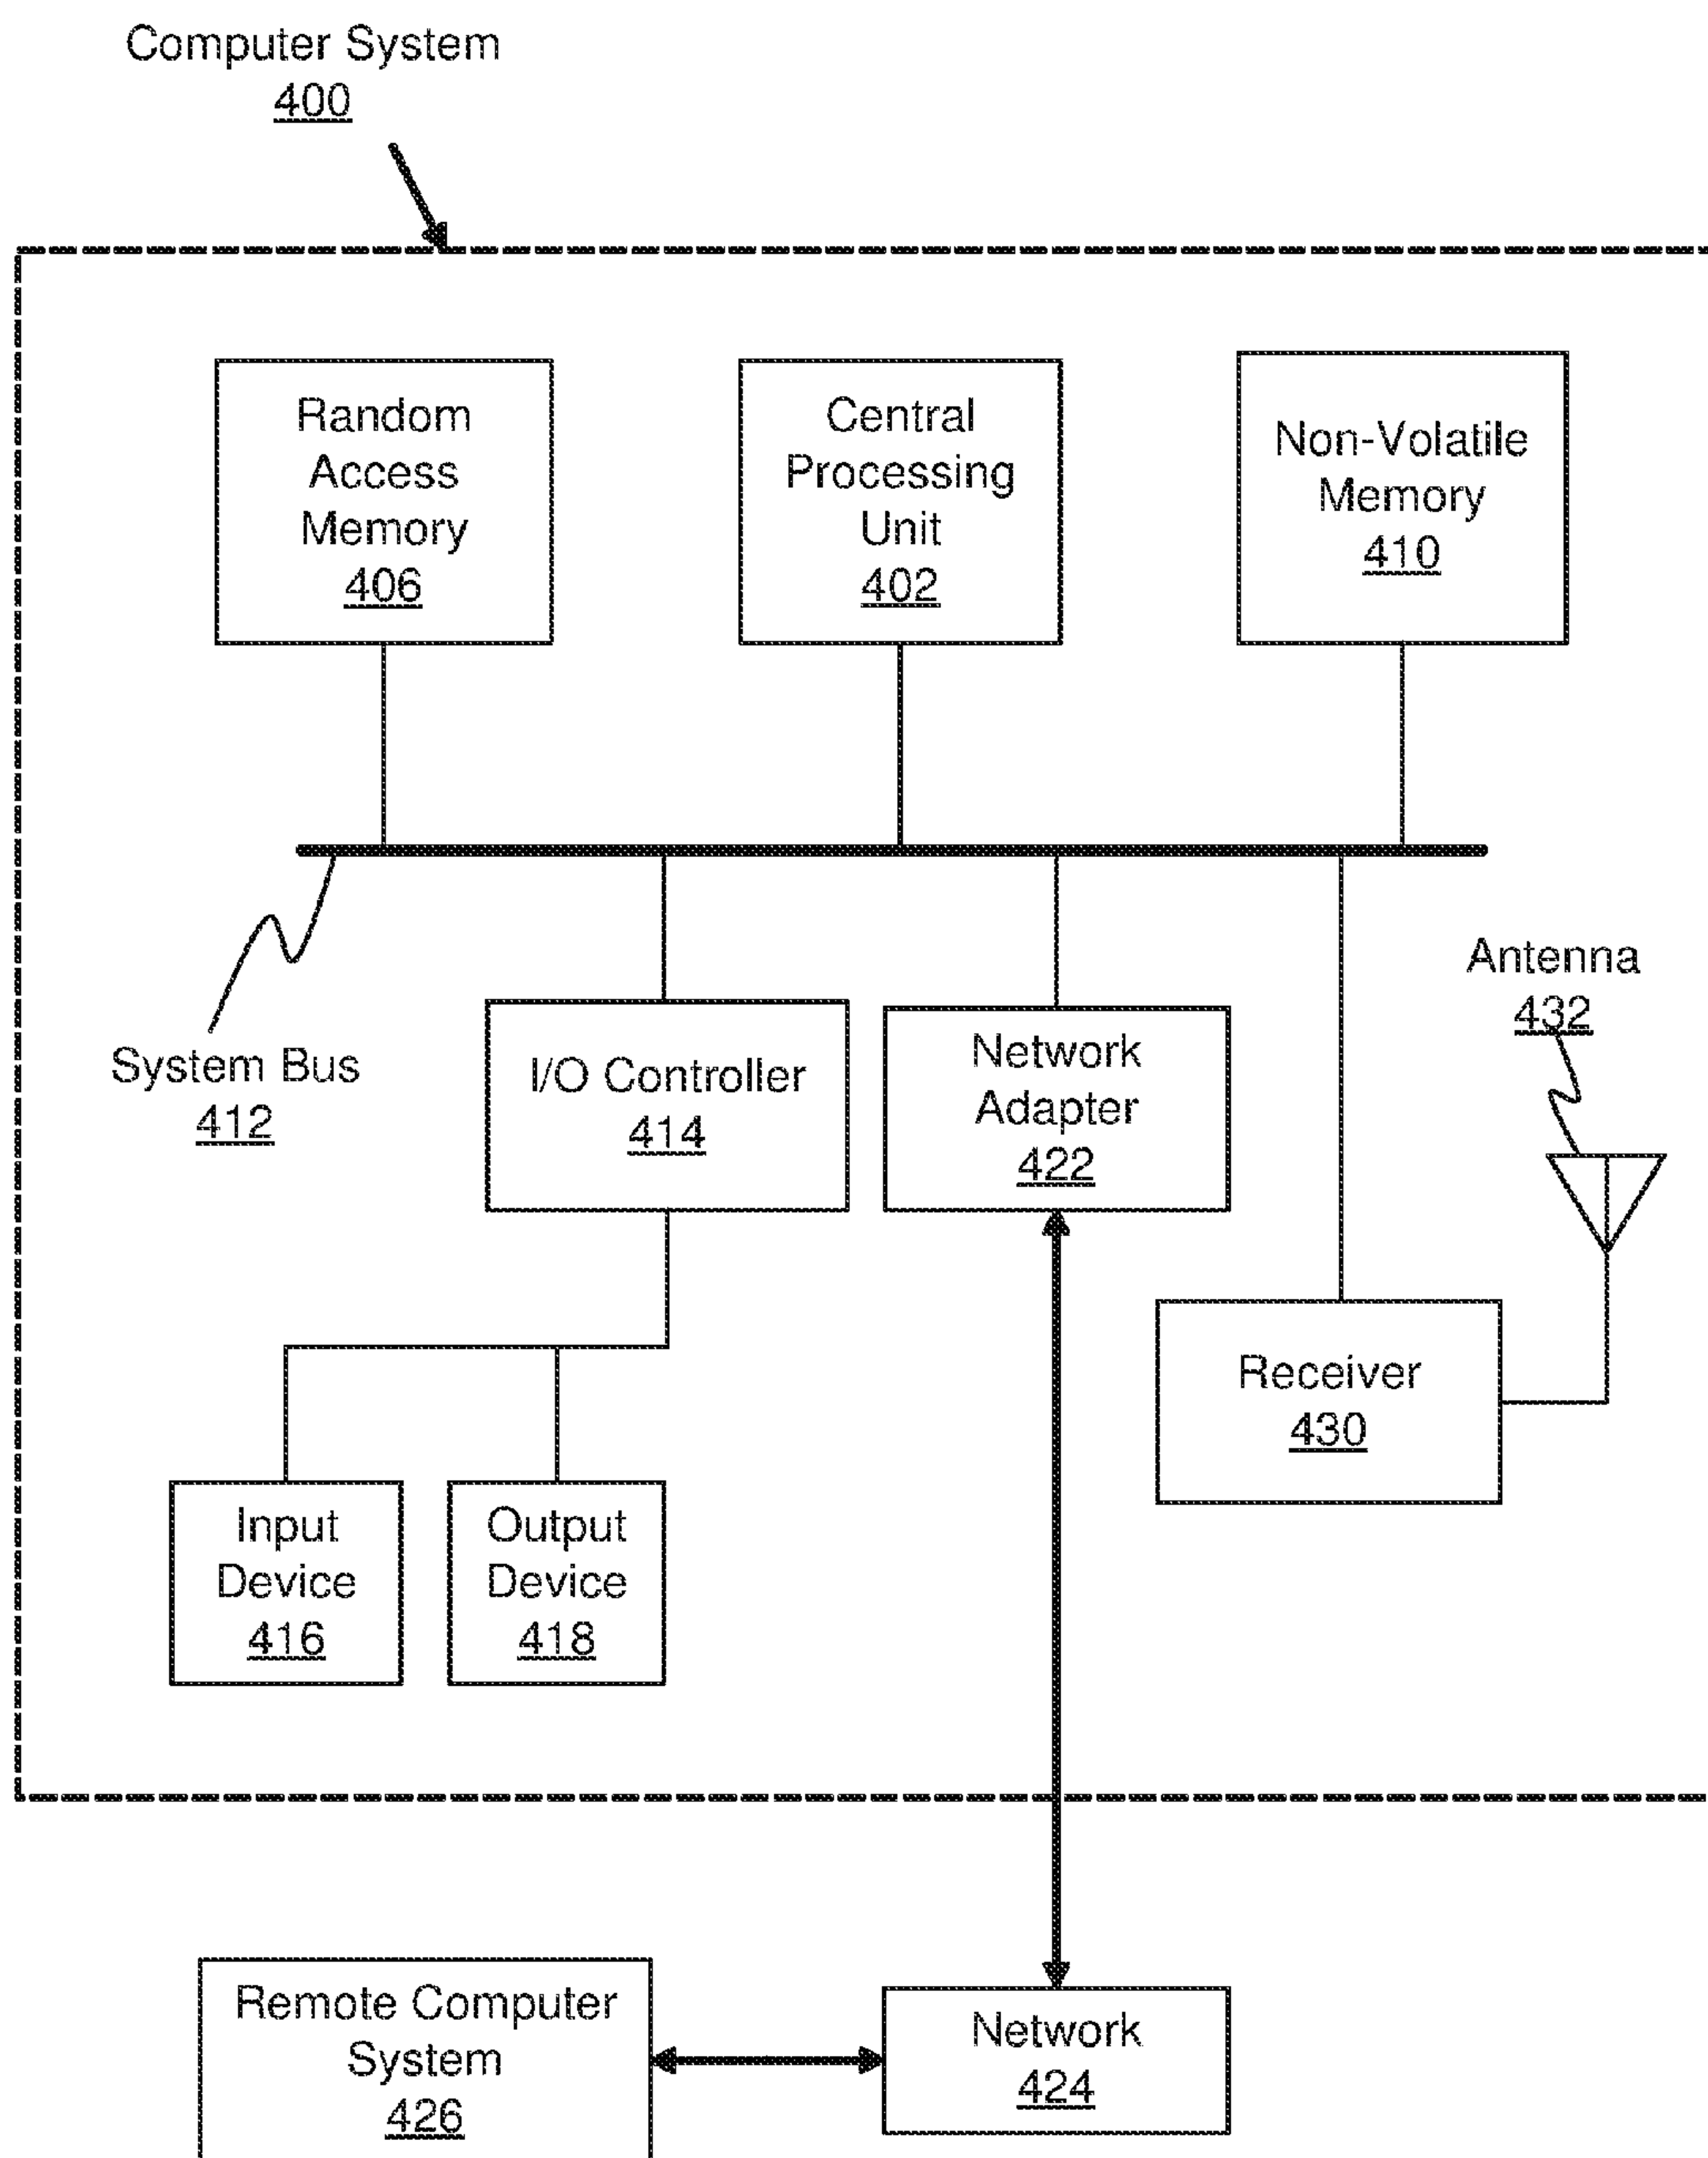 Computer System
400
Random
Access
Memory
406
Central
Processing
Unit
402
Non-Volatile
Memory
410
System Bus
412
I/O Controller
414
Network
Adapter
422
Antenna
432
Receiver
430
Input
Device
416
Output
Device
418
Remote Computer
System
426
Network
424